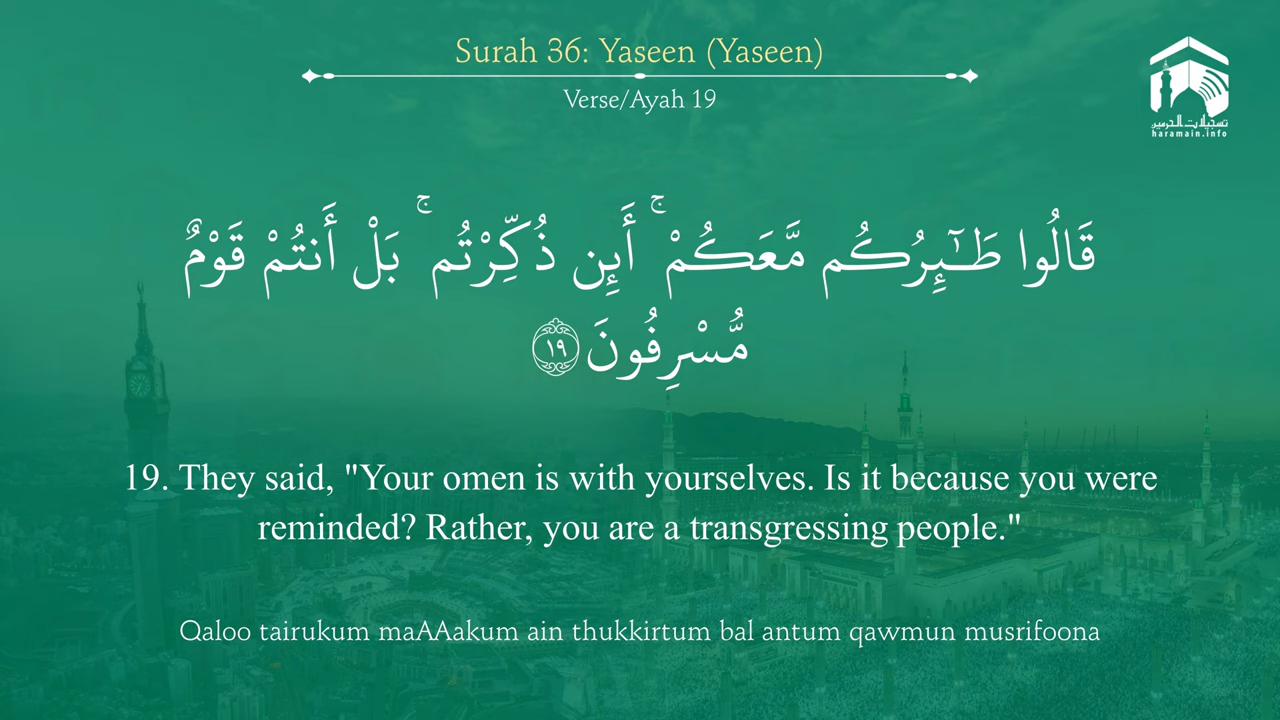 Surah 36: Yaseen (Yaseen)
Verse/Ayah 19
تسجيلات الحرمين
haramain.info
قَالُوا طَـٰٓئِرُكُم مَّعَكُمْ ۚ أَئِن ذُكِّرْتُم ۚ بَلْ أَنتُمْ قَوْمٌ
مُّسْرِفُونَ ١٩
19. They said, "Your omen is with yourselves. Is it because you were
reminded? Rather, you are a transgressing people."
Qaloo tairukum maAAakum ain thukkirtum bal antum qawmun musrifoona